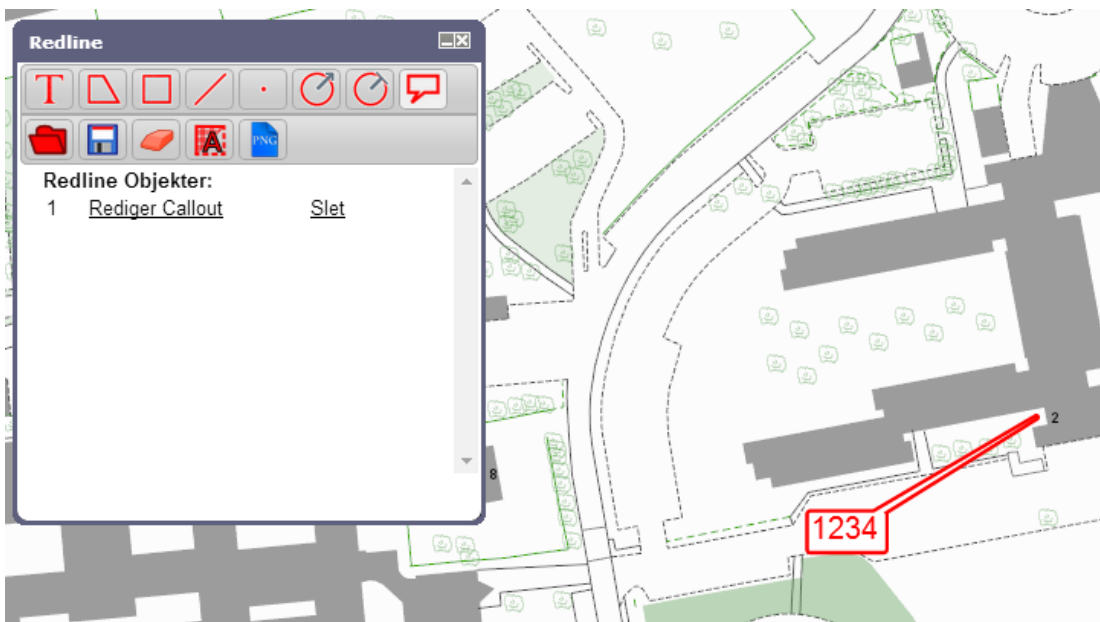 Redline
T
A
PNG
Redline Objekter:
1 Rediger Callout Slet
2
8
1234